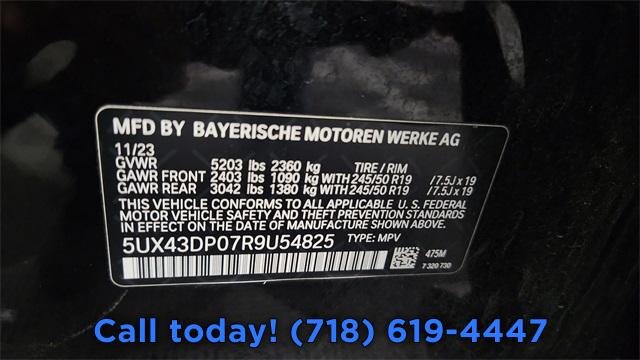 MFD BY BAYERISCHE MOTOREN WERKE AG
11/23
GVWR 5203 lbs 2360 kg TIRE / RIM
GAWR FRONT 2403 lbs 1090 kg WITH 245/50 R19 / 7.5J x 19
GAWR REAR 3042 lbs 1380 kg WITH 245/50 R19 / 7.5J x 19
THIS VEHICLE CONFORMS TO ALL APPLICABLE U. S. FEDERAL
MOTOR VEHICLE SAFETY AND THEFT PREVENTION STANDARDS
IN EFFECT ON THE DATE OF MANUFACTURE SHOWN ABOVE.
5UX43DP07R9U54825 TYPE: MPV
475M
7 320 730
Call today! (718) 619-4447